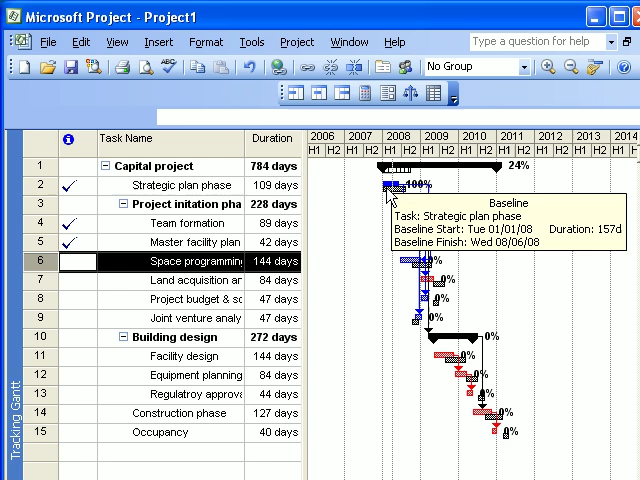 Microsoft Project - Project1
File Edit View Insert Format Tools Project Window Help Type a question for help
ABC No Group
Task Name Duration 2006 2007 2008 2009 2010 2011 2012 2013 2014
H1 H2 H1 H2 H1 H2 H1 H2 H1 H2 H1 H2 H1 H2 H1 H2 H1
1 Capital project 784 days 24%
2 Strategic plan phase 109 days 100%
3 Project initation pha 228 days
4 Team formation 89 days
5 Master facility plan 42 days
6 Space programming 144 days 0%
7 Land acquisition ar 84 days 0%
8 Project budget & sc 47 days 0%
9 Joint venture analy 47 days 0%
10 Building design 272 days 0%
11 Facility design 144 days 0%
12 Equipment planning 84 days 0%
13 Regulatroy approva 44 days 0%
14 Construction phase 127 days 0%
15 Occupancy 40 days 0%
Baseline
Task: Strategic plan phase
Baseline Start: Tue 01/01/08 Duration: 157d
Baseline Finish: Wed 08/06/08
Tracking Gantt